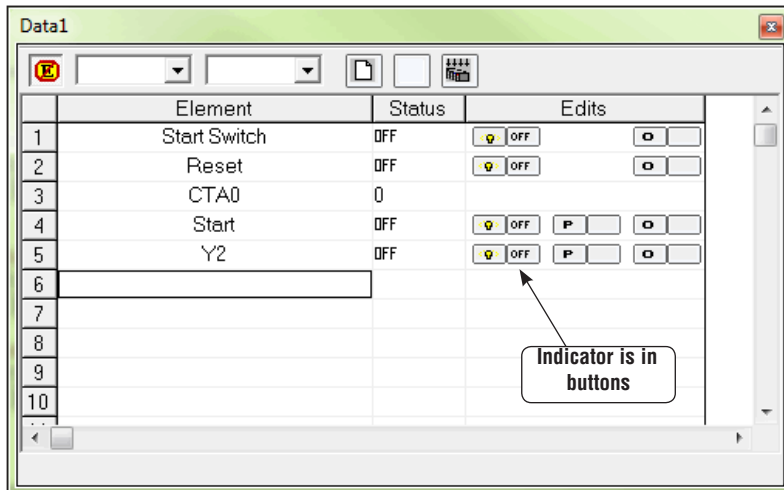 Data1
E
Element Status Edits
1 Start Switch OFF OFF O
2 Reset OFF OFF O
3 CTA0 0
4 Start OFF OFF P O
5 Y2 OFF OFF P O
6
7
8
9
10
Indicator is in
buttons